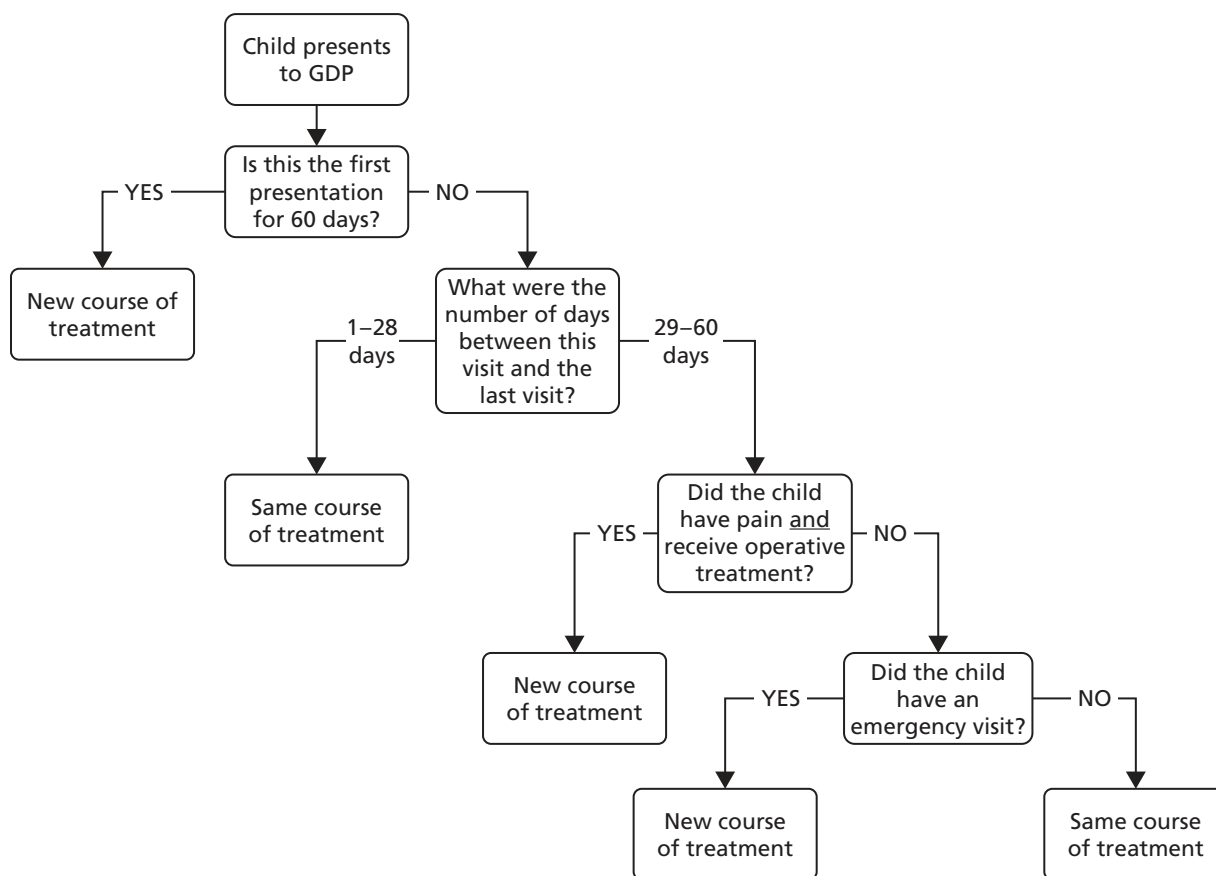 Child presents
to GDP
Is this the first
presentation
for 60 days?
YES
NO
New course of
treatment
What were the
number of days
between this
visit and the
last visit?
1–28
days
29–60
days
Same course
of treatment
Did the child
have pain and
receive operative
treatment?
YES
NO
New course
of treatment
Did the child
have an
emergency visit?
YES
NO
New course
of treatment
Same course
of treatment